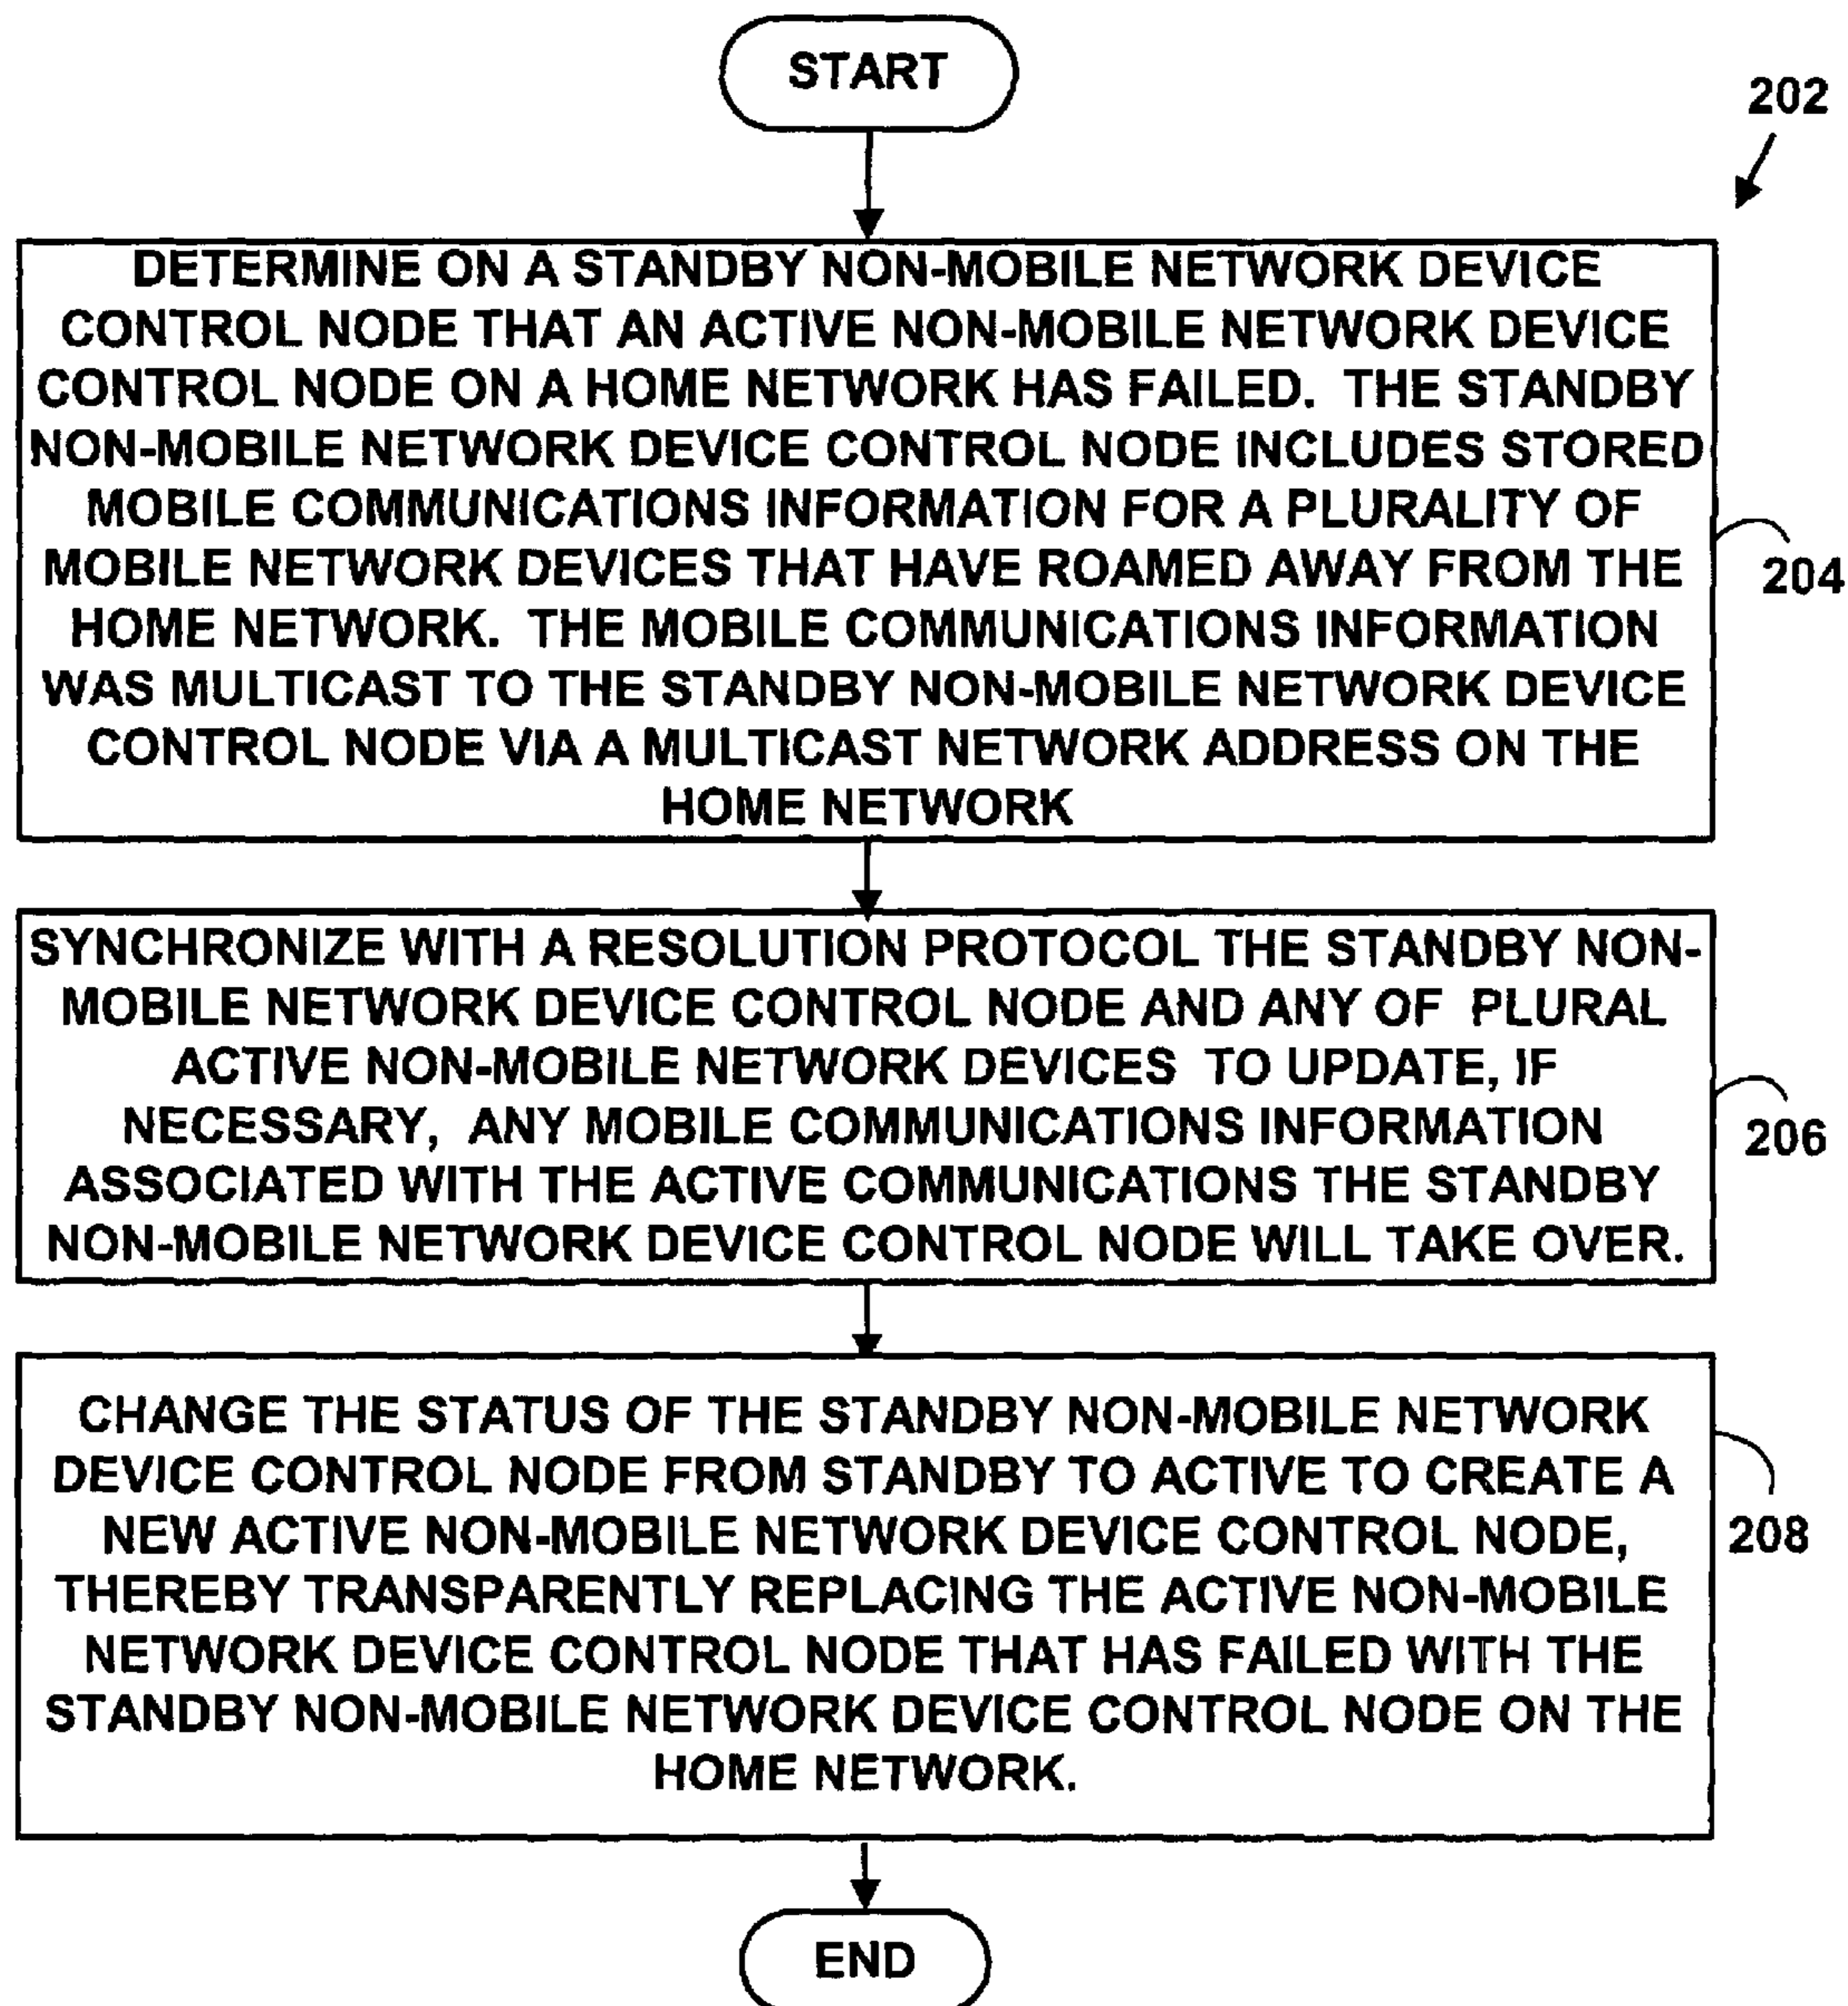 START
202
DETERMINE ON A STANDBY NON-MOBILE NETWORK DEVICE
CONTROL NODE THAT AN ACTIVE NON-MOBILE NETWORK DEVICE
CONTROL NODE ON A HOME NETWORK HAS FAILED. THE STANDBY
NON-MOBILE NETWORK DEVICE CONTROL NODE INCLUDES STORED
MOBILE COMMUNICATIONS INFORMATION FOR A PLURALITY OF
MOBILE NETWORK DEVICES THAT HAVE ROAMED AWAY FROM THE
HOME NETWORK. THE MOBILE COMMUNICATIONS INFORMATION
WAS MULTICAST TO THE STANDBY NON-MOBILE NETWORK DEVICE
CONTROL NODE VIA A MULTICAST NETWORK ADDRESS ON THE
HOME NETWORK
204
SYNCHRONIZE WITH A RESOLUTION PROTOCOL THE STANDBY NON-
MOBILE NETWORK DEVICE CONTROL NODE AND ANY OF PLURAL
ACTIVE NON-MOBILE NETWORK DEVICES TO UPDATE, IF
NECESSARY, ANY MOBILE COMMUNICATIONS INFORMATION
ASSOCIATED WITH THE ACTIVE COMMUNICATIONS THE STANDBY
NON-MOBILE NETWORK DEVICE CONTROL NODE WILL TAKE OVER.
206
CHANGE THE STATUS OF THE STANDBY NON-MOBILE NETWORK
DEVICE CONTROL NODE FROM STANDBY TO ACTIVE TO CREATE A
NEW ACTIVE NON-MOBILE NETWORK DEVICE CONTROL NODE,
THEREBY TRANSPARENTLY REPLACING THE ACTIVE NON-MOBILE
NETWORK DEVICE CONTROL NODE THAT HAS FAILED WITH THE
STANDBY NON-MOBILE NETWORK DEVICE CONTROL NODE ON THE
HOME NETWORK.
208
END